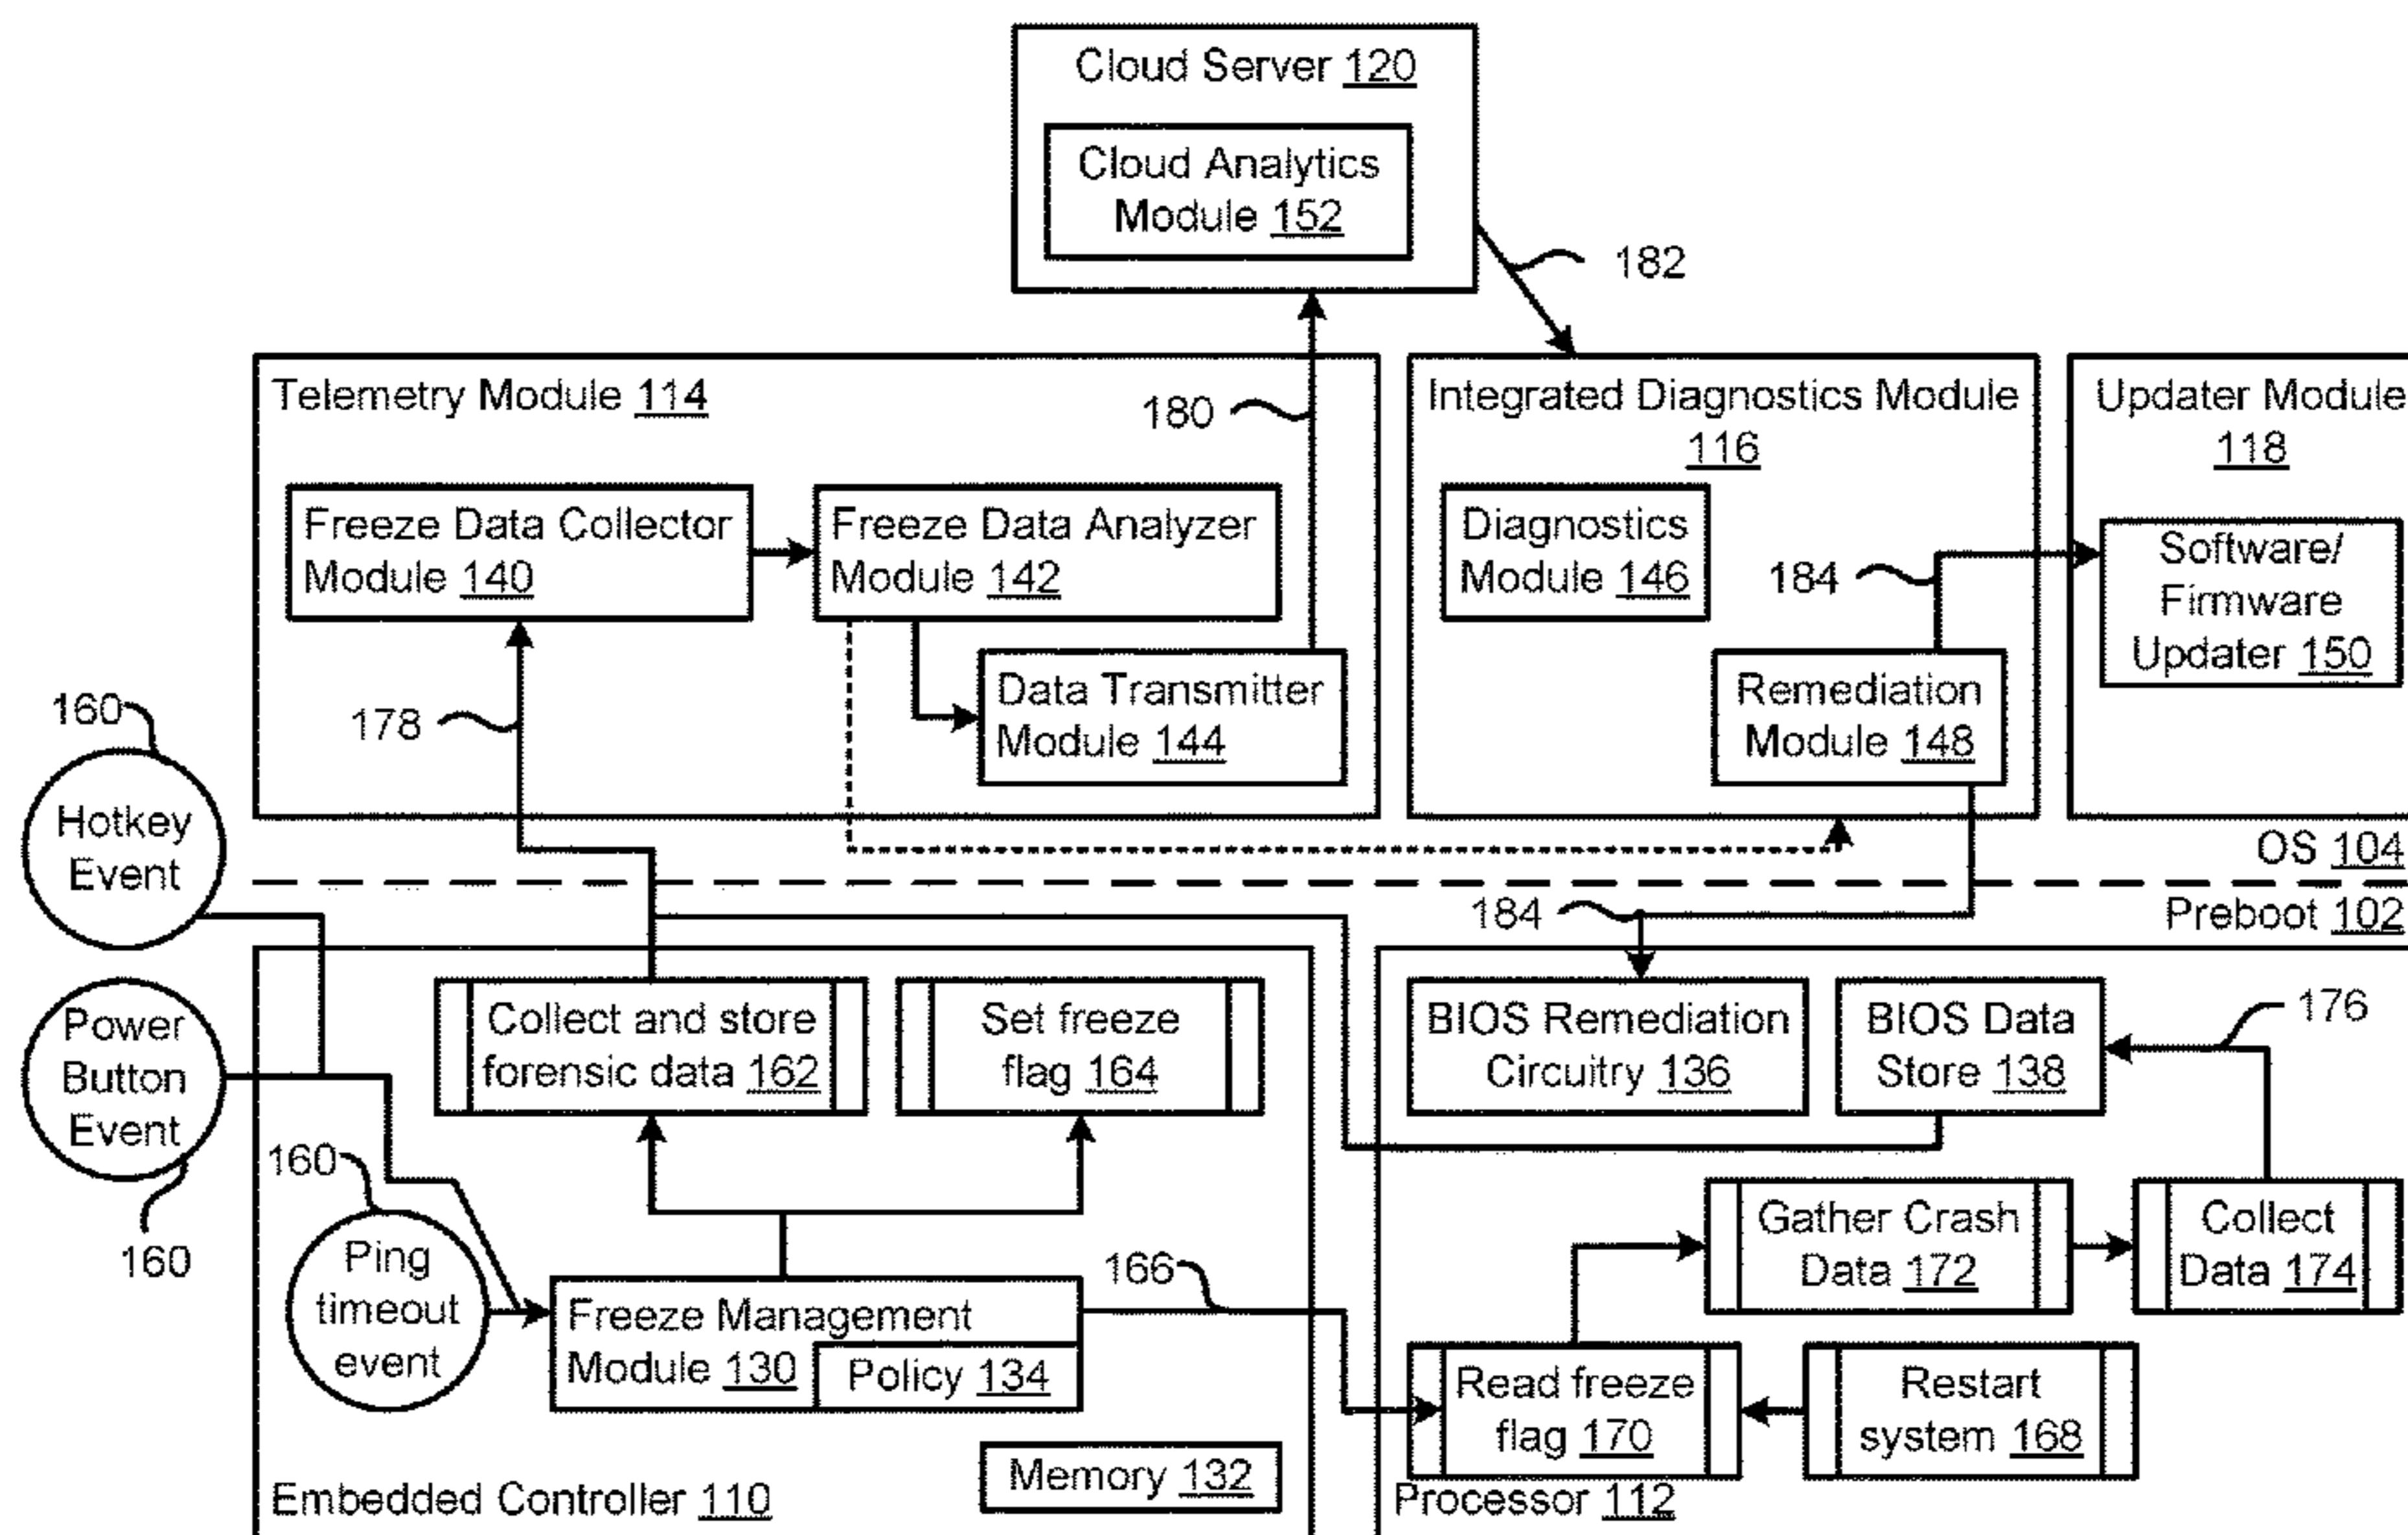 Cloud Server 120
Cloud Analytics
Module 152
182
Telemetry Module 114
180
Integrated Diagnostics Module
116
Updater Module
118
Freeze Data Collector
Module 140
Freeze Data Analyzer
Module 142
Diagnostics
Module 146
184
Software/
Firmware
Updater 150
Data Transmitter
Module 144
Remediation
Module 148
160
178
Hotkey
Event
OS 104
184
Preboot 102
Power
Button
Event
160
Collect and store
forensic data 162
Set freeze
flag 164
BIOS Remediation
Circuitry 136
BIOS Data
Store 138
176
160
Ping
timeout
event
Freeze Management
Module 130
Policy 134
166
Gather Crash
Data 172
Collect
Data 174
Read freeze
flag 170
Restart
system 168
Memory 132
Embedded Controller 110
Processor 112